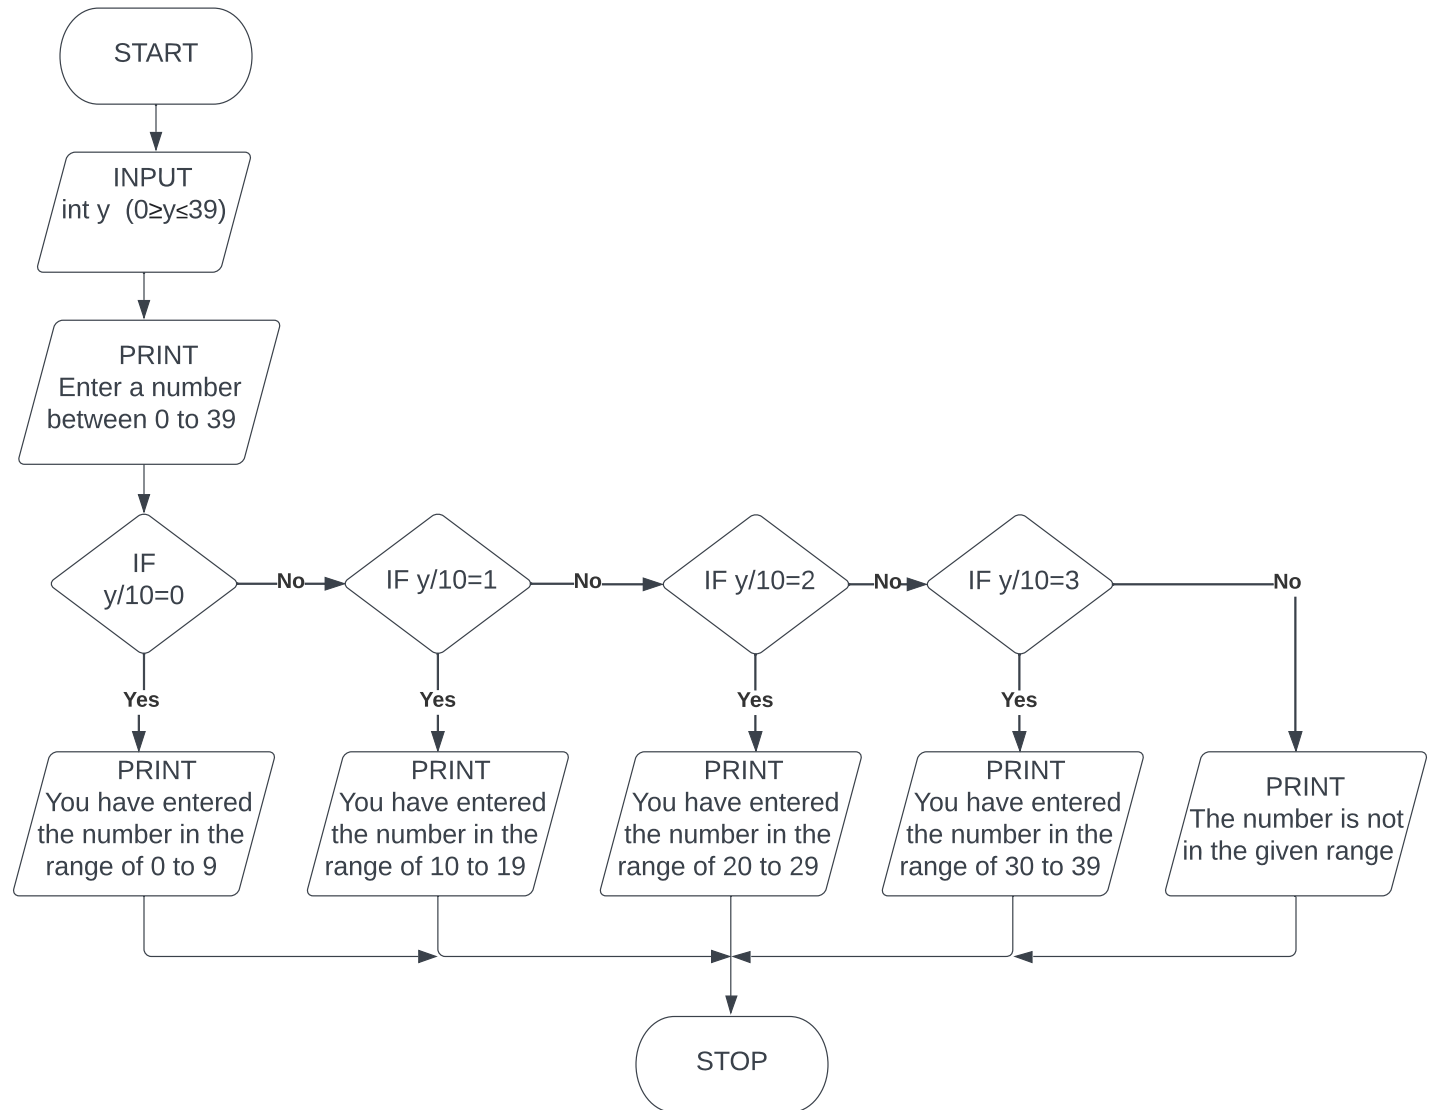 START
INPUT
int y  (0≥y≤39)
PRINT
Enter a number
between 0 to 39
IF
y/10=0
No
IF y/10=1
No
IF y/10=2
No
IF y/10=3
No
Yes
Yes
Yes
Yes
PRINT
You have entered
the number in the
range of 0 to 9
PRINT
You have entered
the number in the
range of 10 to 19
PRINT
You have entered
the number in the
range of 20 to 29
PRINT
You have entered
the number in the
range of 30 to 39
PRINT
The number is not
in the given range
STOP